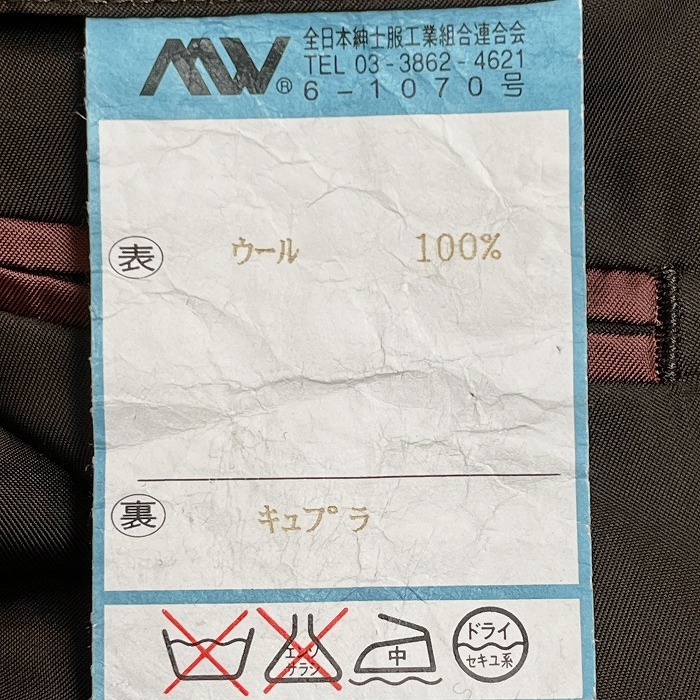 MW® 全日本紳士服工業組合連合会
TEL 03-3862-4621
6-1070号
表 ウール 100%
裏 キュプラ
エンソ
サラシ
中
ドライ
セキユ系